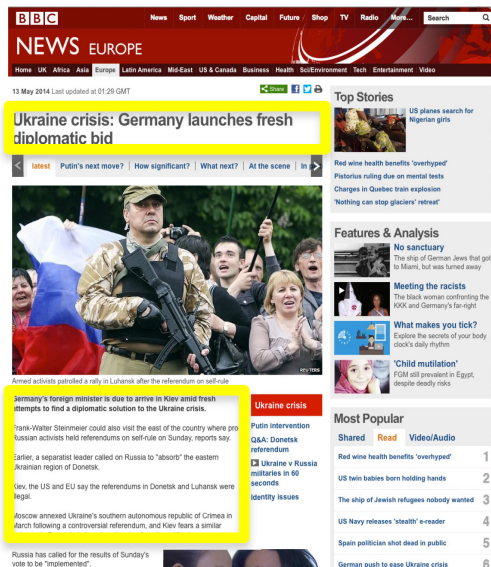 BBC
News Sport Weather Capital Future Shop TV Radio More... Search
NEWS EUROPE
Home UK Africa Asia Europe Latin America Mid-East US & Canada Business Health Sci/Environment Tech Entertainment Video
13 May 2014 Last updated at 01:29 GMT
Share
Ukraine crisis: Germany launches fresh
diplomatic bid
latest Putin's next move? How significant? What next? At the scene In
REUTERS
Armed activists patrolled a rally in Luhansk after the referendum on self-rule
Germany's foreign minister is due to arrive in Kiev amid fresh
attempts to find a diplomatic solution to the Ukraine crisis.
Frank-Walter Steinmeier could also visit the east of the country where pro
Russian activists held referendums on self-rule on Sunday, reports say.
Earlier, a separatist leader called on Russia to "absorb" the eastern
Ukrainian region of Donetsk.
Kiev, the US and EU say the referendums in Donetsk and Luhansk were
illegal.
Moscow annexed Ukraine's southern autonomous republic of Crimea in
March following a controversial referendum, and Kiev fears a similar
Russia has called for the results of Sunday's
vote to be "implemented".
Ukraine crisis
Putin intervention
Q&A: Donetsk
referendum
Ukraine v Russia
militaries in 60
seconds
Identity issues
Top Stories
US planes search for
Nigerian girls
Red wine health benefits 'overhyped'
Pistorius ruling due on mental tests
Charges in Quebec train explosion
'Nothing can stop glaciers' retreat'
Features & Analysis
No sanctuary
The ship of German Jews that got
to Miami, but was turned away
Meeting the racists
The black woman confronting the
KKK and Germany's far-right
What makes you tick?
Explore the secrets of your body
clock's daily rhythm
'Child mutilation'
FGM still prevalent in Egypt,
despite deadly risks
Most Popular
Shared Read Video/Audio
Red wine health benefits 'overhyped' 1
US twin babies born holding hands 2
The ship of Jewish refugees nobody wanted 3
US Navy releases 'stealth' e-reader 4
Spain politician shot dead in public 5
German push to ease Ukraine crisis 6